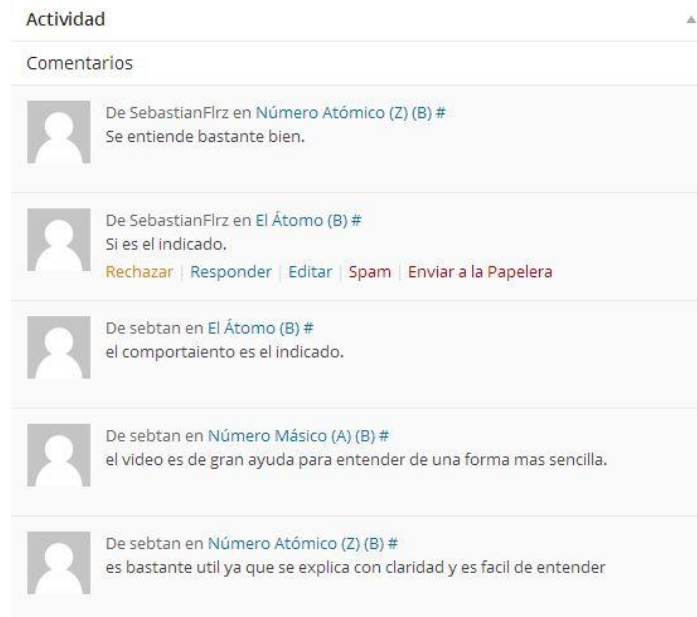 Actividad
Comentarios
De SebastianFlrz en Número Atómico (Z) (B) #
Se entiende bastante bien.
De SebastianFlrz en El Átomo (B) #
Si es el indicado.
Rechazar | Responder | Editar | Spam | Enviar a la Papelera
De sebtan en El Átomo (B) #
el comportaiento es el indicado.
De sebtan en Número Másico (A) (B) #
el video es de gran ayuda para entender de una forma mas sencilla.
De sebtan en Número Atómico (Z) (B) #
es bastante util ya que se explica con claridad y es facil de entender